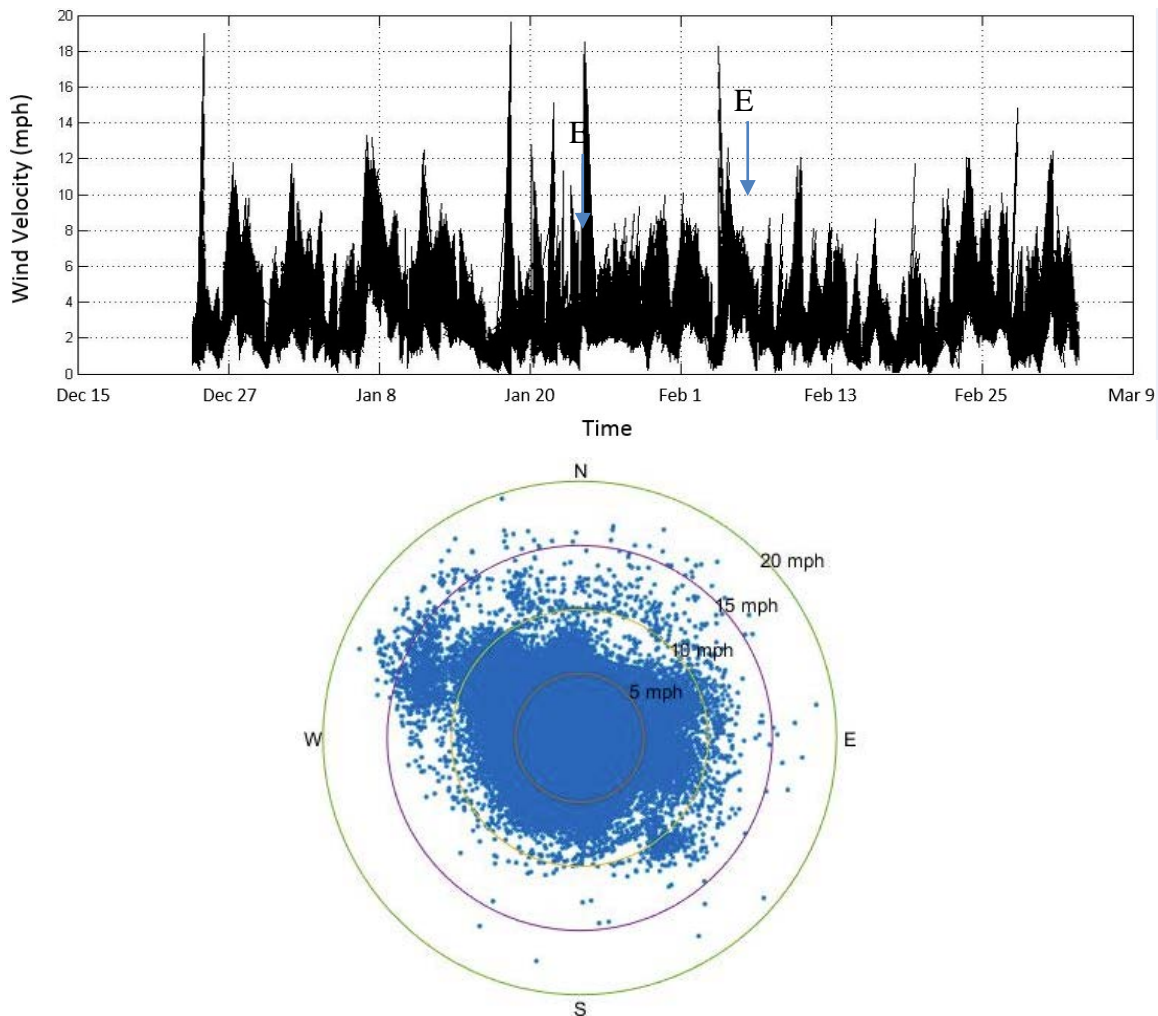 20
18
16
14
12
10
8
6
4
2
0
Wind Velocity (mph)
E
E
Dec 15 Dec 27 Jan 8 Jan 20 Feb 1 Feb 13 Feb 25 Mar 9
Time
N
20 mph
15 mph
10 mph
5 mph
W
E
S